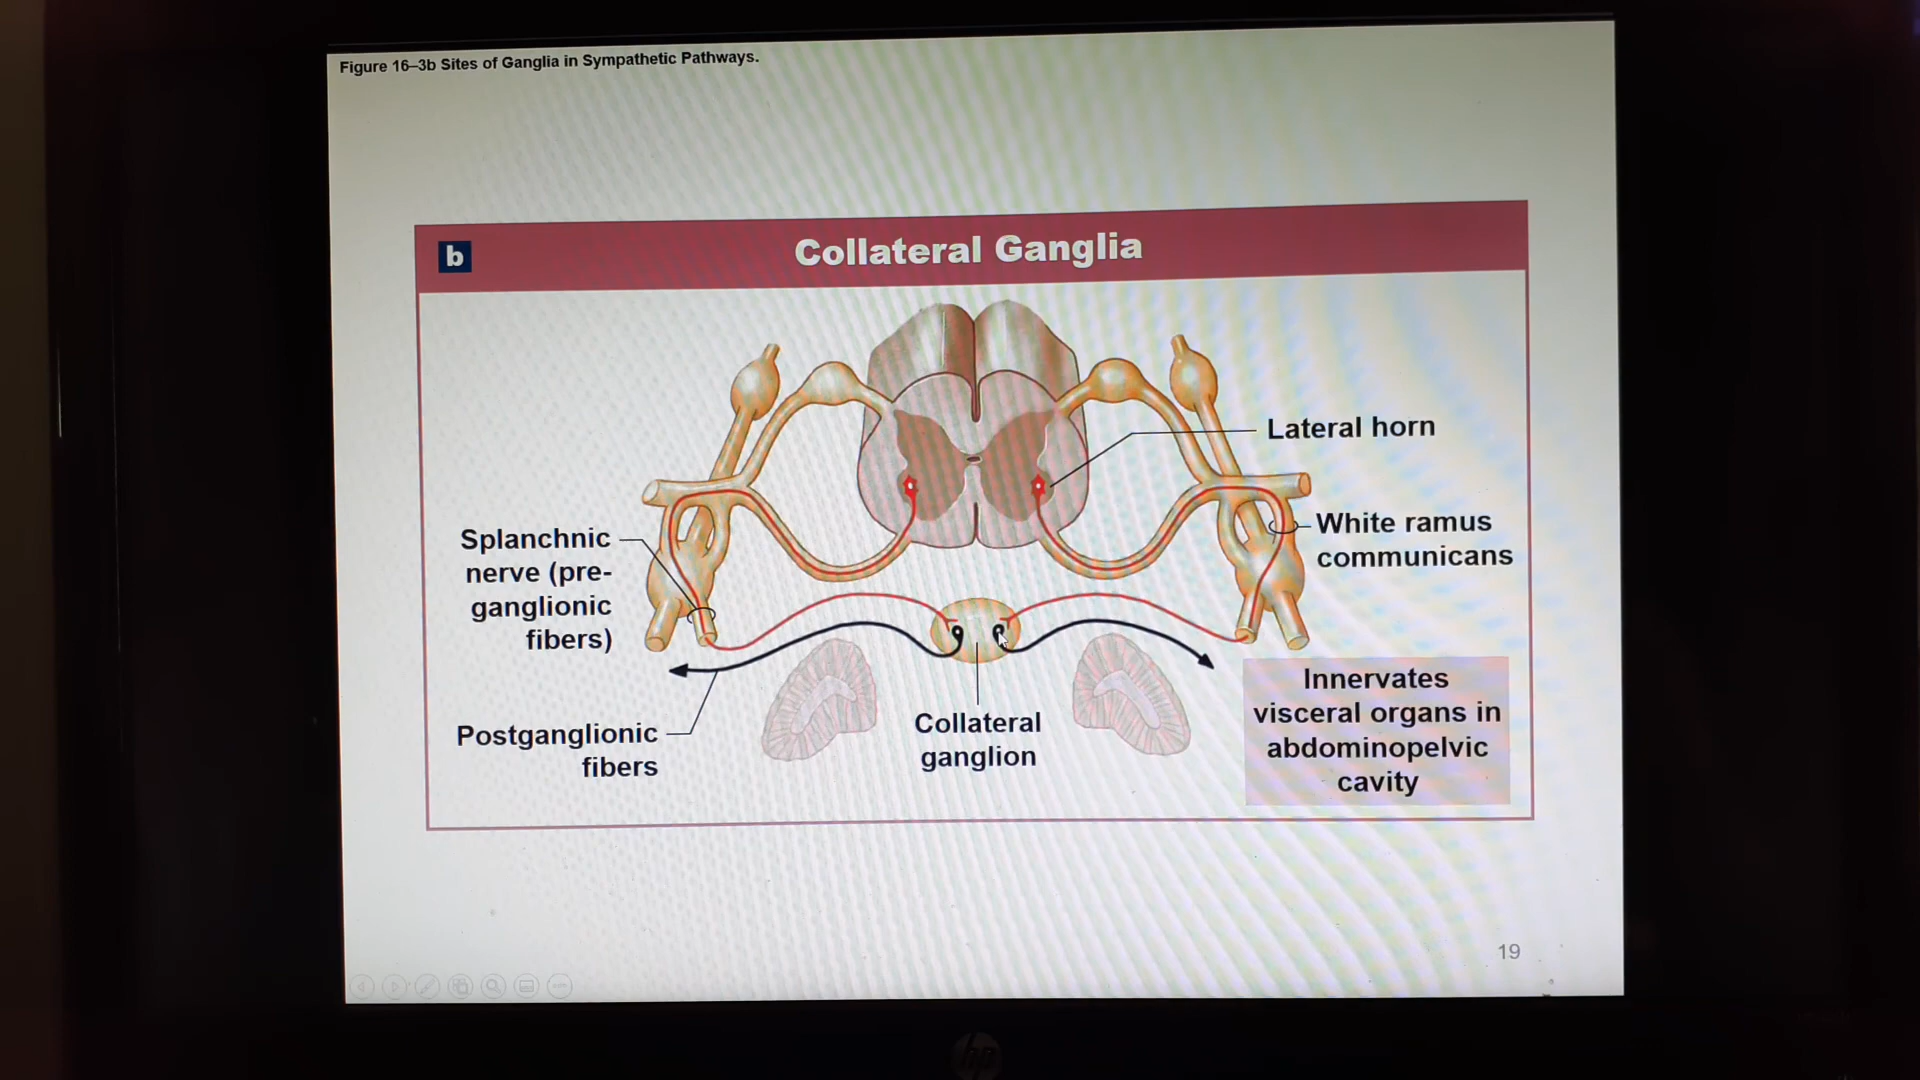 Figure 16–3b Sites of Ganglia in Sympathetic Pathways.
b
Collateral Ganglia
Lateral horn
White ramus
communicans
Splanchnic
nerve (pre-
ganglionic
fibers)
Postganglionic
fibers
Collateral
ganglion
Innervates
visceral organs in
abdominopelvic
cavity
19
hp